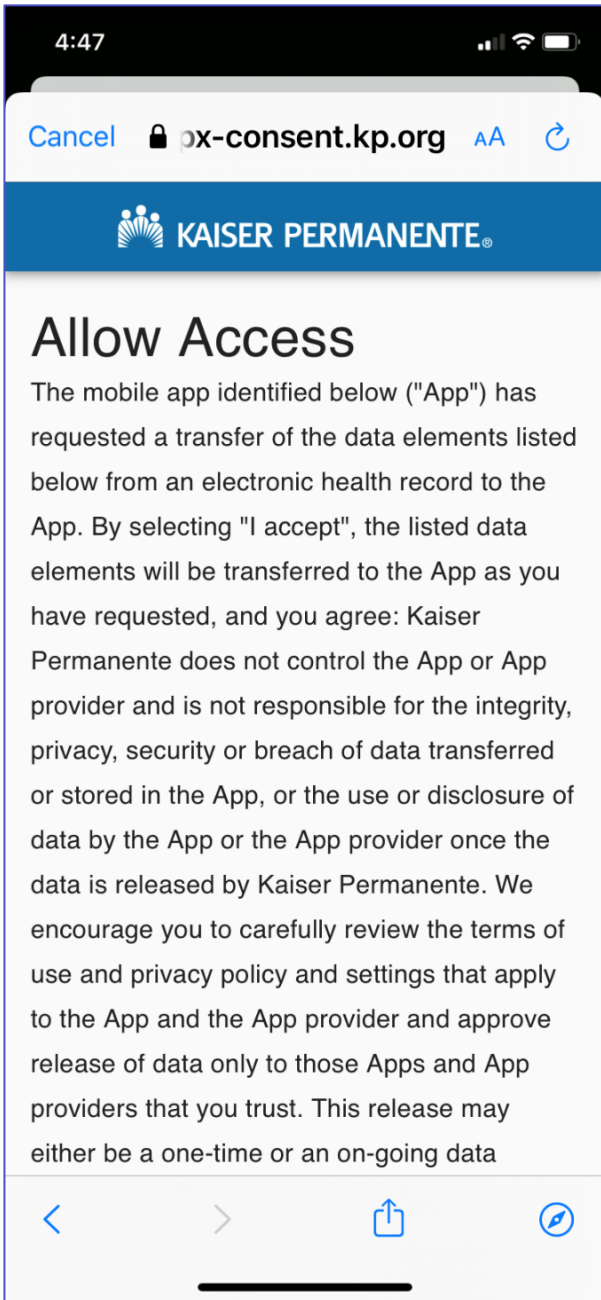 4:47
Cancel px-consent.kp.org AA
KAISER PERMANENTE®
Allow Access
The mobile app identified below ("App") has
requested a transfer of the data elements listed
below from an electronic health record to the
App. By selecting "I accept", the listed data
elements will be transferred to the App as you
have requested, and you agree: Kaiser
Permanente does not control the App or App
provider and is not responsible for the integrity,
privacy, security or breach of data transferred
or stored in the App, or the use or disclosure of
data by the App or the App provider once the
data is released by Kaiser Permanente. We
encourage you to carefully review the terms of
use and privacy policy and settings that apply
to the App and the App provider and approve
release of data only to those Apps and App
providers that you trust. This release may
either be a one-time or an on-going data